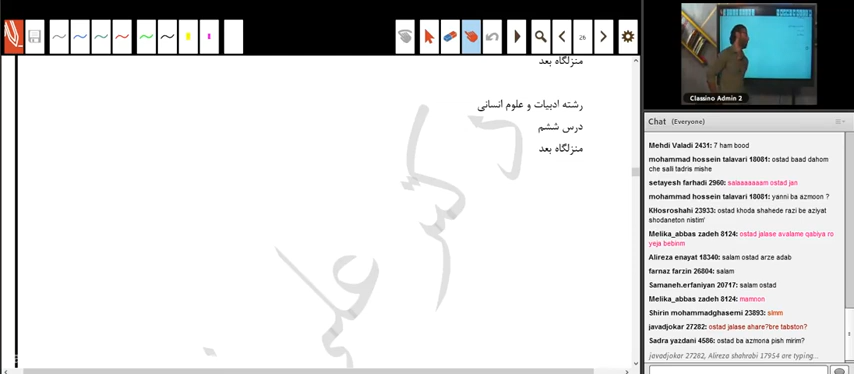 26
منزلگاه بعد
رشته ادبیات و علوم انسانی
درس ششم
منزلگاه بعد
دکتر علی
Classino Admin 2
Chat (Everyone)
Mehdi Valadi 2431: 7 ham bood
mohammad hossein talavari 18081: ostad baad dahom che salli tadris mishe
setayesh farhadi 2960: salaaaaaaam ostad jan
mohammad hossein talavari 18081: yanni ba azmoon ?
KHosroshahi 23933: ostad khoda shahede razi be aziyat shodaneton nistim'
Melika_abbas zadeh 8124: ostad jalase avalame qabiya ro yeja bebinm
Alireza enayat 18340: salam ostad arze adab
farnaz farzin 26804: salam
Samaneh.erfaniyan 20717: salam ostad
Melika_abbas zadeh 8124: mamnon
Shirin mohammadghasemi 23893: slmm
javadjokar 27282: ostad jalase ahare?bre tabston?
Sadra yazdani 4586: ostad ba azmona pish mirim?
javadjokar 27282, Alireza shahrabi 17954 are typing...